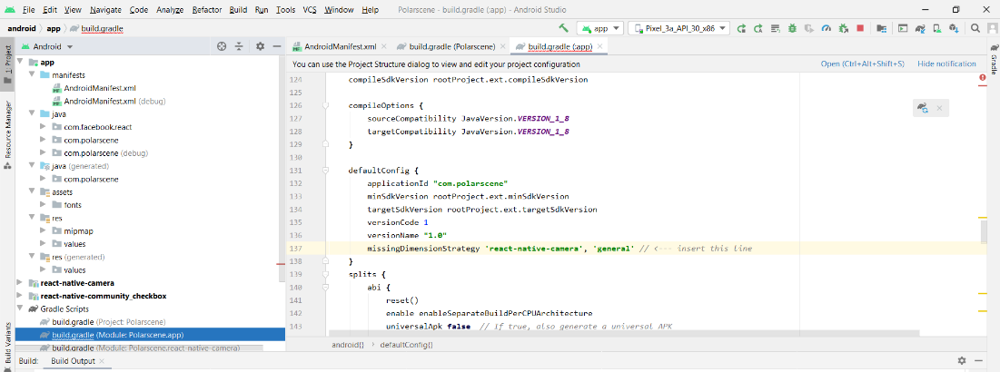 File Edit View Navigate Code Analyze Refactor Build Run Tools VCS Window Help Polarscene - build.gradle (:app) - Android Studio
android app build.gradle
app Pixel_3a_API_30_x86
1: Project
Resource Manager
Build Variants
Gradle
Android
AndroidManifest.xml build.gradle (Polarscene) build.gradle (:app)
You can use the Project Structure dialog to view and edit your project configuration Open (Ctrl+Alt+Shift+S) Hide notification
app
manifests
AndroidManifest.xml
AndroidManifest.xml (debug)
java
com.facebook.react
com.polarscene
com.polarscene (debug)
java (generated)
com.polarscene
assets
fonts
res
mipmap
values
res (generated)
values
react-native-camera
react-native-community_checkbox
Gradle Scripts
build.gradle (Project: Polarscene)
build.gradle (Module: Polarscene.app)
build.gradle (Module: Polarscene.react-native-camera)
124 compileSdkVersion rootProject.ext.compileSdkVersion
125
126 compileOptions {
127 sourceCompatibility JavaVersion.VERSION_1_8
128 targetCompatibility JavaVersion.VERSION_1_8
129 }
130
131 defaultConfig {
132 applicationId "com.polarscene"
133 minSdkVersion rootProject.ext.minSdkVersion
134 targetSdkVersion rootProject.ext.targetSdkVersion
135 versionCode 1
136 versionName "1.0"
137 missingDimensionStrategy 'react-native-camera', 'general' // <--- insert this line
138 }
139 splits {
140 abi {
141 reset()
142 enable enableSeparateBuildPerCPUArchitecture
143 universalApk false // If true, also generate a universal APK
android{} › defaultConfig{}
Build: Build Output